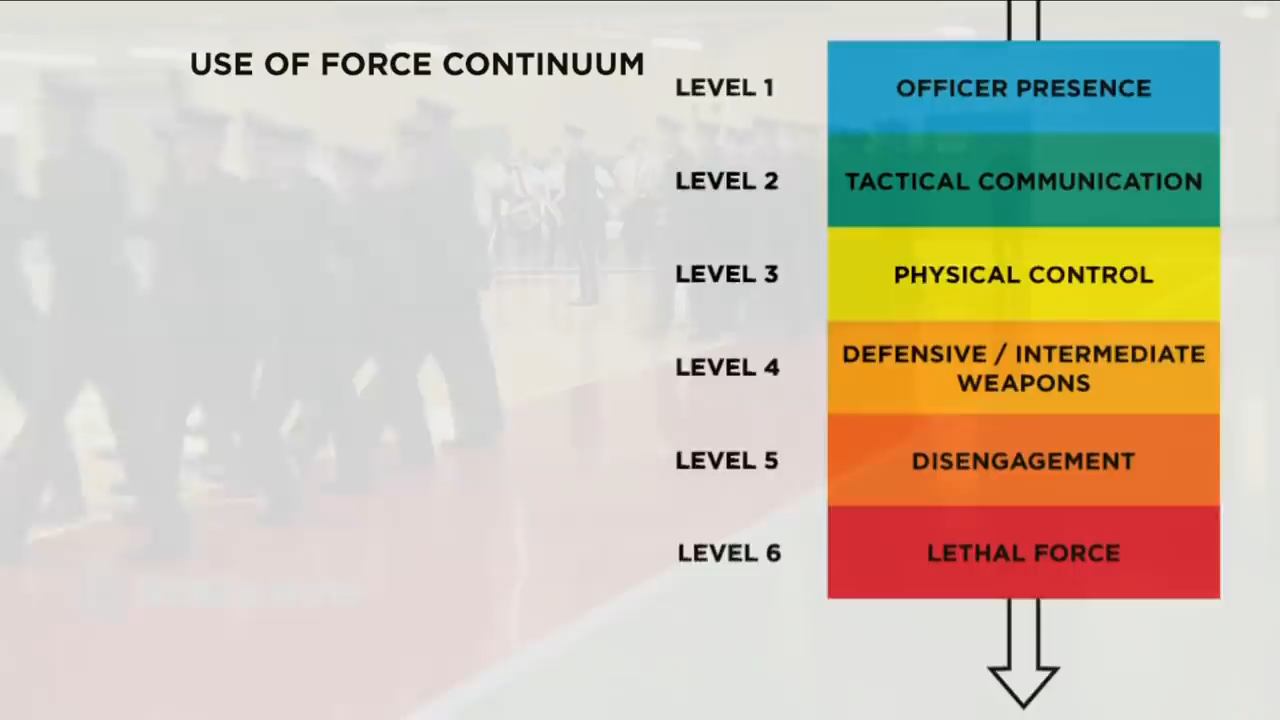 USE OF FORCE CONTINUUM
LEVEL 1 OFFICER PRESENCE
LEVEL 2 TACTICAL COMMUNICATION
LEVEL 3 PHYSICAL CONTROL
LEVEL 4 DEFENSIVE / INTERMEDIATE
WEAPONS
LEVEL 5 DISENGAGEMENT
LEVEL 6 LETHAL FORCE